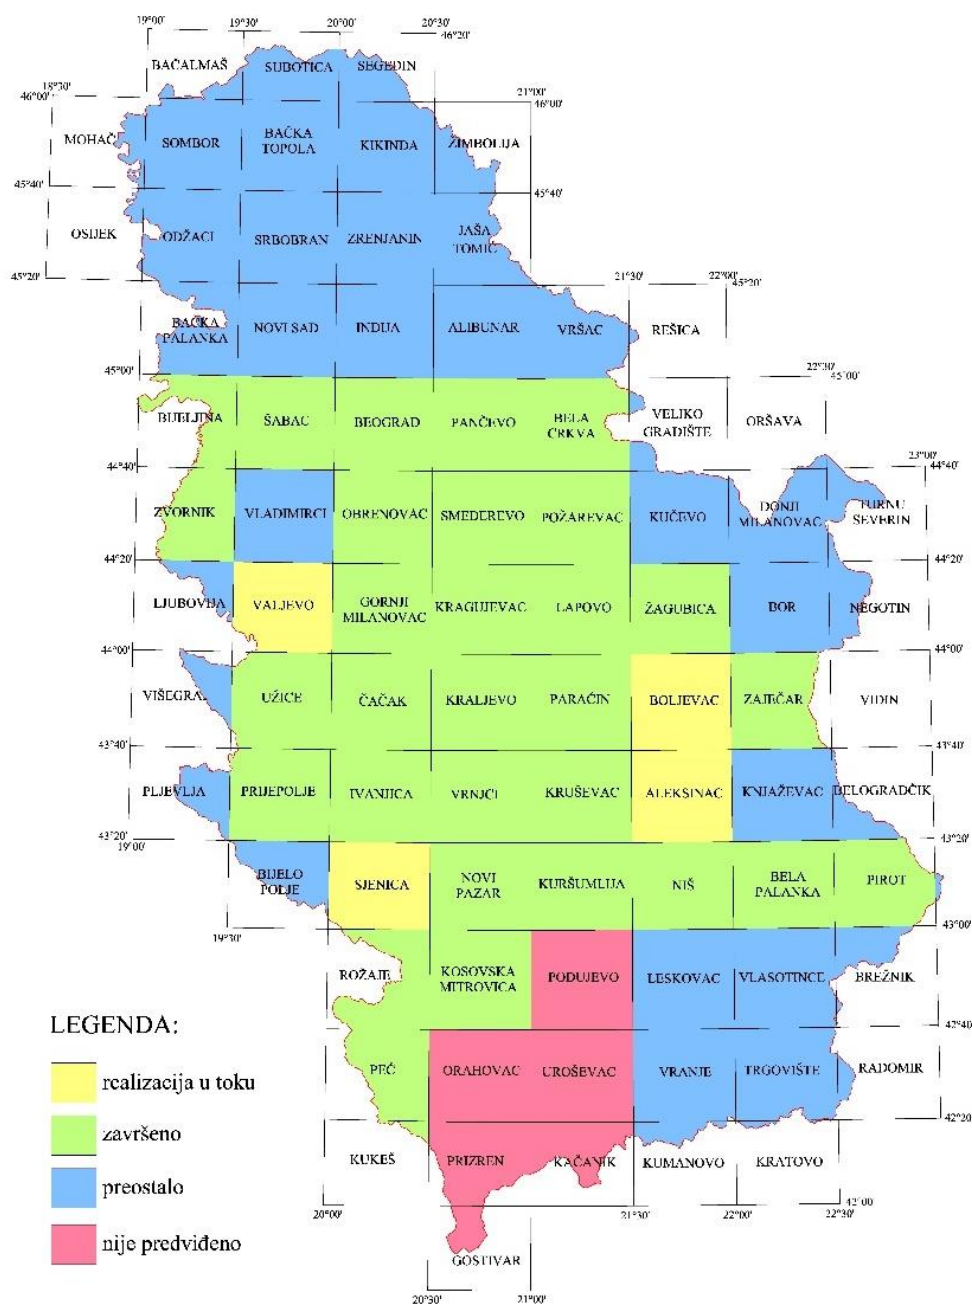 19°00'
19°30'
20°00'
20°30'
46°20'
BAČALMAŠ
SUBOTICA
SEGEDIN
18°30'
46°00'
21°00'
46°00'
MOHAČ
SOMBOR
BAČKA
TOPOLA
KIKINDA
ŽIMBOLIJA
45°40'
45°40'
OSIJEK
ODŽACI
SRBOBRAN
ZRENJANIN
JAŠA
TOMIĆ
45°20'
21°30'
22°00'
45°20'
BAČKA
PALANKA
NOVI SAD
INĐIJA
ALIBUNAR
VRŠAC
REŠICA
45°00'
22°30'
45°00'
BIJELJINA
ŠABAC
BEOGRAD
PANČEVO
BELA
CRKVA
VELIKO
GRADIŠTE
ORŠAVA
44°40'
23°00'
44°40'
ZVORNIK
VLADIMIRCI
OBRENOVAC
SMEDEREVO
POŽAREVAC
KUČEVO
DONJI
MILANOVAC
TURNU
SEVERIN
44°20'
44°20'
LJUBOVIJA
VALJEVO
GORNJI
MILANOVAC
KRAGUJEVAC
LAPOVO
ŽAGUBICA
BOR
NEGOTIN
44°00'
44°00'
VIŠEGRA
UŽICE
ČAČAK
KRALJEVO
PARAĆIN
BOLJEVAC
ZAJEČAR
VIDIN
43°40'
43°40'
PLJEVLJA
PRIJEPOLJE
IVANJICA
VRNJCI
KRUŠEVAC
ALEKSINAC
KNJAŽEVAC
BELOGRADČIK
43°20'
19°00'
43°20'
BIJELO
POLJE
SJENICA
NOVI
PAZAR
KURŠUMLIJA
NIŠ
BELA
PALANKA
PIROT
19°30'
43°00'
ROŽAJE
KOSOVSKA
MITROVICA
PODUJEVO
LESKOVAC
VLASOTINCE
BREŽNIK
LEGENDA:
42°40'
realizacija u toku
PEĆ
ORAHOVAC
UROŠEVAC
VRANJE
TRGOVIŠTE
RADOMIR
završeno
42°20'
KUKEŠ
PRIZREN
KAČANIK
KUMANOVO
KRATOVO
preostalo
42°00'
20°00'
21°30'
22°00'
22°30'
nije predviđeno
GOSTIVAR
20°30'
21°00'